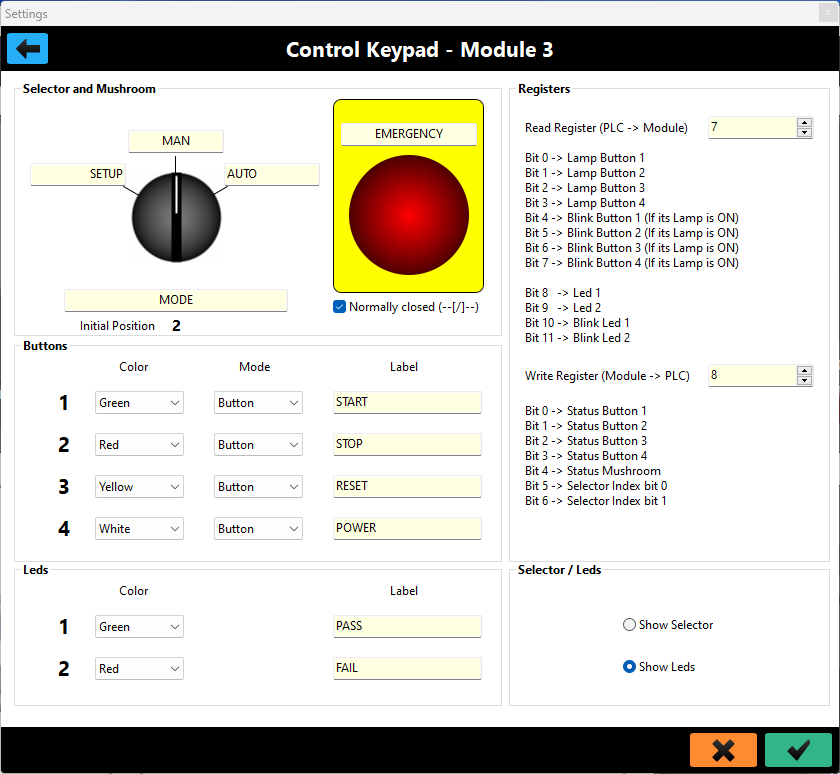 Settings
Control Keypad - Module 3
Selector and Mushroom
MAN
SETUP
AUTO
MODE
Initial Position 2
EMERGENCY
Normally closed (--[/]--)
Registers
Read Register (PLC -> Module) 7
Bit 0 -> Lamp Button 1
Bit 1 -> Lamp Button 2
Bit 2 -> Lamp Button 3
Bit 3 -> Lamp Button 4
Bit 4 -> Blink Button 1 (If its Lamp is ON)
Bit 5 -> Blink Button 2 (If its Lamp is ON)
Bit 6 -> Blink Button 3 (If its Lamp is ON)
Bit 7 -> Blink Button 4 (If its Lamp is ON)
Bit 8 -> Led 1
Bit 9 -> Led 2
Bit 10 -> Blink Led 1
Bit 11 -> Blink Led 2
Write Register (Module -> PLC) 8
Bit 0 -> Status Button 1
Bit 1 -> Status Button 2
Bit 2 -> Status Button 3
Bit 3 -> Status Button 4
Bit 4 -> Status Mushroom
Bit 5 -> Selector Index bit 0
Bit 6 -> Selector Index bit 1
Buttons
Color Mode Label
1 Green Button START
2 Red Button STOP
3 Yellow Button RESET
4 White Button POWER
Leds
Color Label
1 Green PASS
2 Red FAIL
Selector / Leds
Show Selector
Show Leds